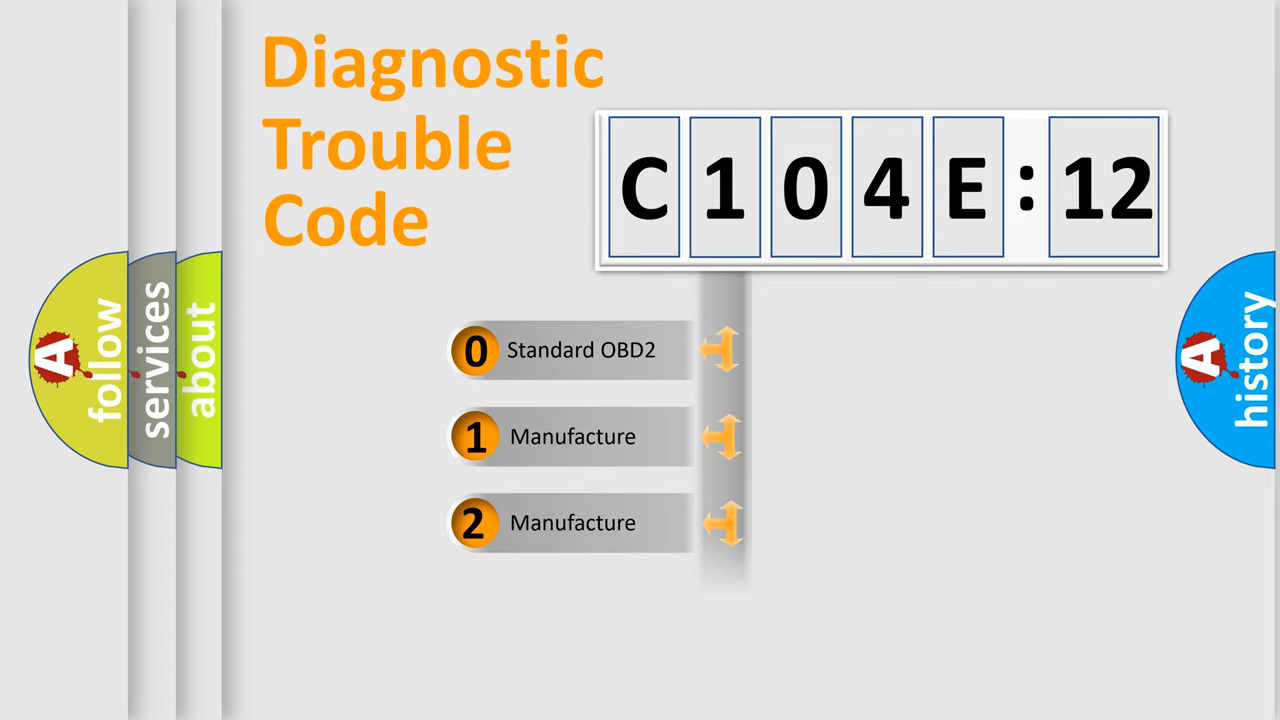 Diagnostic
Trouble
Code
C 1 0 4 E : 12
0 Standard OBD2
1 Manufacture
2 Manufacture
A follow
services
about
A history